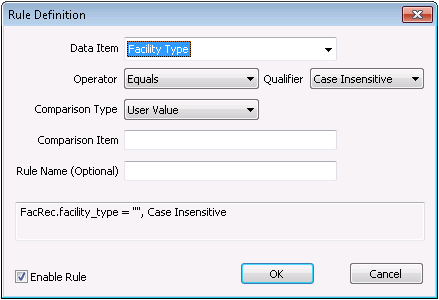 Rule Definition
Data Item Facility Type
Operator Equals Qualifier Case Insensitive
Comparison Type User Value
Comparison Item
Rule Name (Optional)
FacRec.facility_type = "", Case Insensitive
Enable Rule OK Cancel